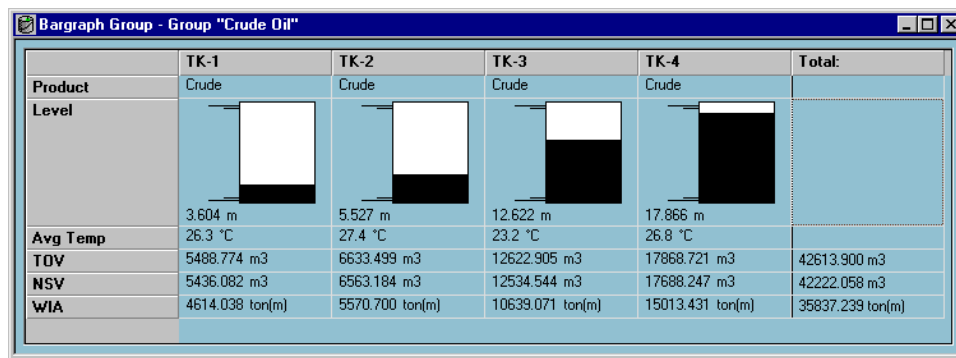 Bargraph Group - Group "Crude Oil"
TK-1 TK-2 TK-3 TK-4 Total:
Product Crude Crude Crude Crude
Level
3.604 m 5.527 m 12.622 m 17.866 m
Avg Temp 26.3 °C 27.4 °C 23.2 °C 26.8 °C
TOV 5488.774 m3 6633.499 m3 12622.905 m3 17868.721 m3 42613.900 m3
NSV 5436.082 m3 6563.184 m3 12534.544 m3 17688.247 m3 42222.058 m3
WIA 4614.038 ton(m) 5570.700 ton(m) 10639.071 ton(m) 15013.431 ton(m) 35837.239 ton(m)